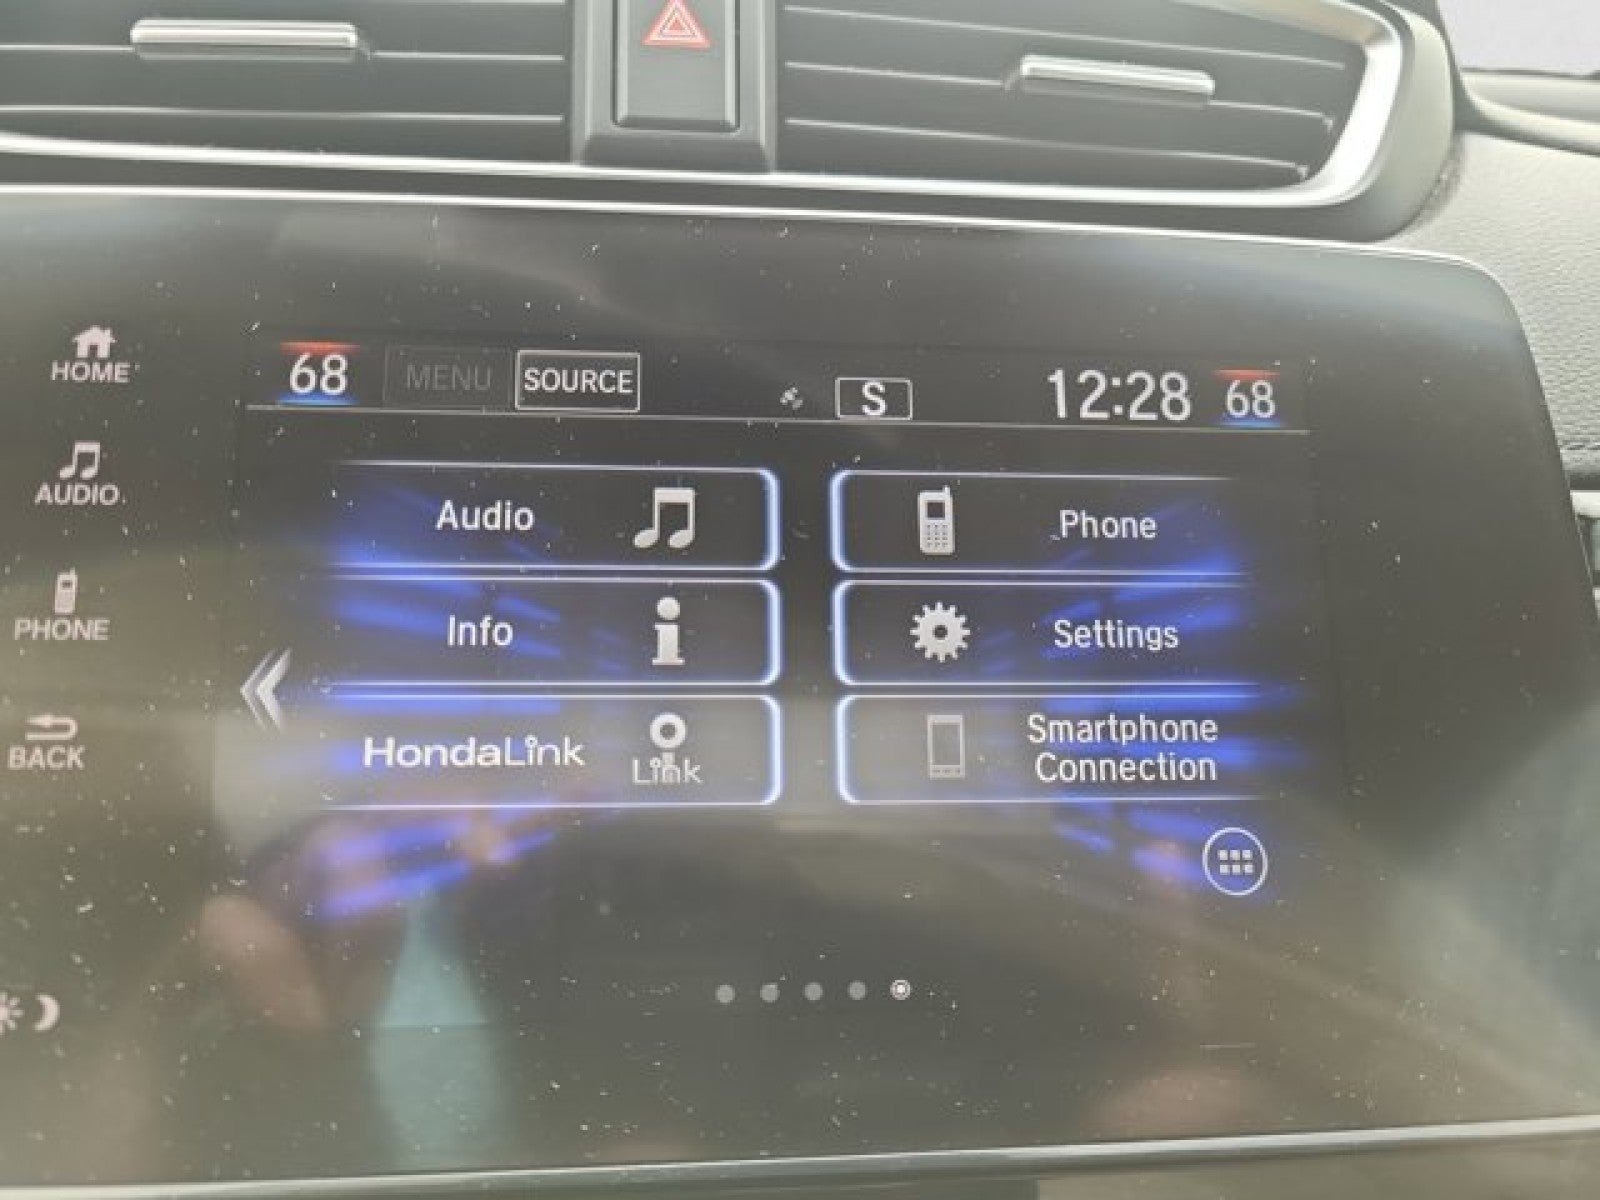 68 MENU SOURCE S 12:28 68
HOME
AUDIO
PHONE
BACK
Audio
Phone
Info
Settings
HondaLink
Link
Smartphone
Connection